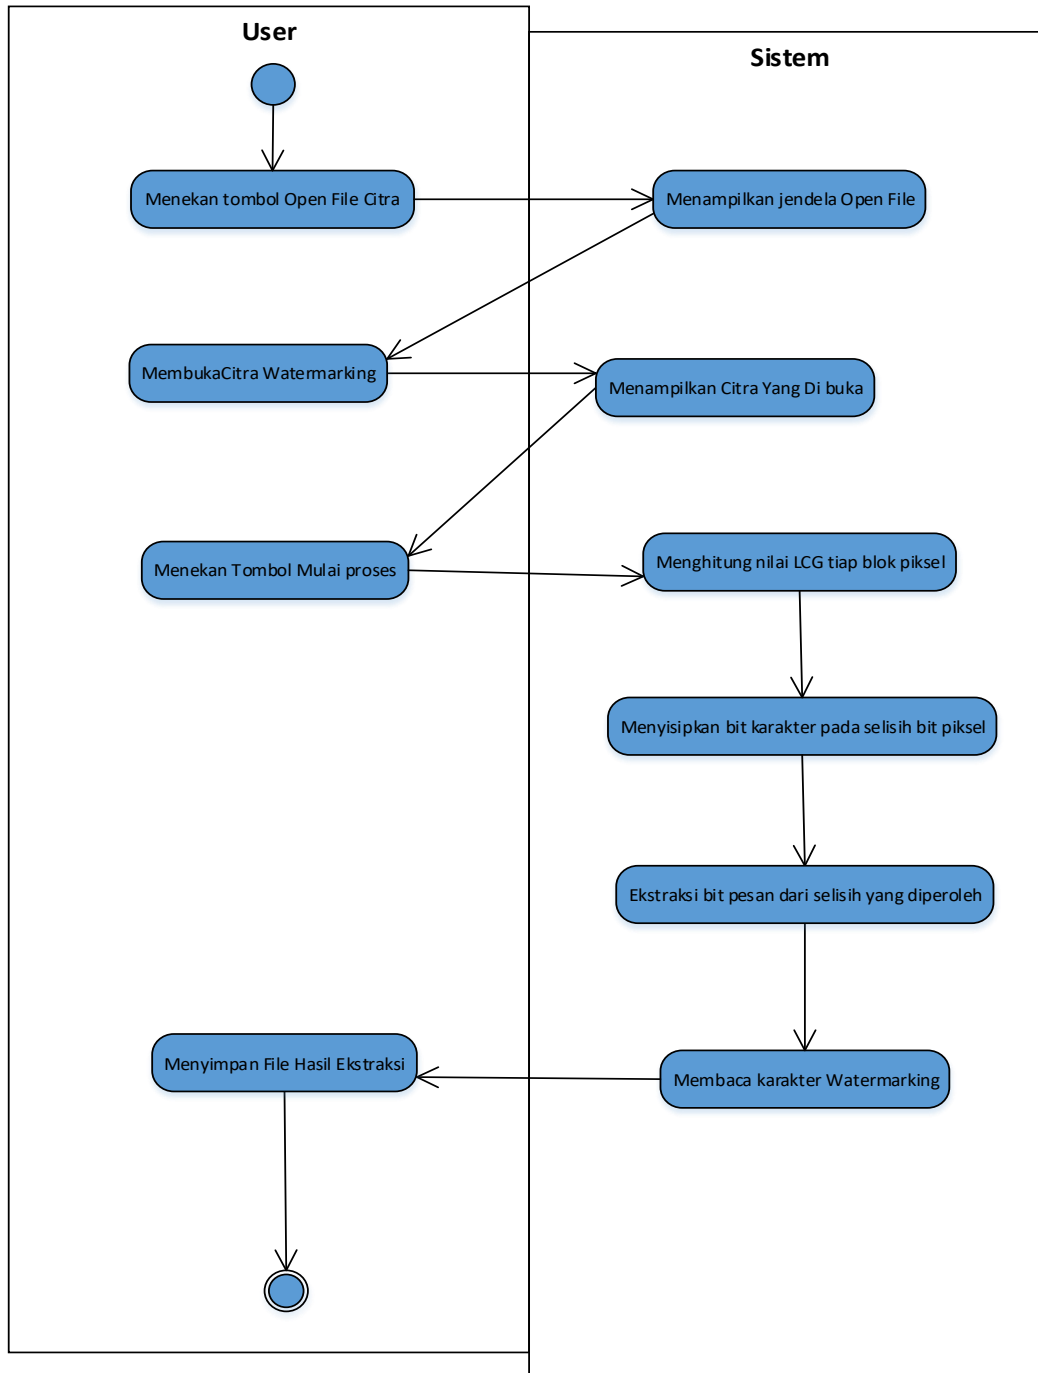 User
Sistem
Menekan tombol Open File Citra
Menampilkan jendela Open File
MembukaCitra Watermarking
Menampilkan Citra Yang Di buka
Menekan Tombol Mulai proses
Menghitung nilai LCG tiap blok piksel
Menyisipkan bit karakter pada selisih bit piksel
Ekstraksi bit pesan dari selisih yang diperoleh
Menyimpan File Hasil Ekstraksi
Membaca karakter Watermarking